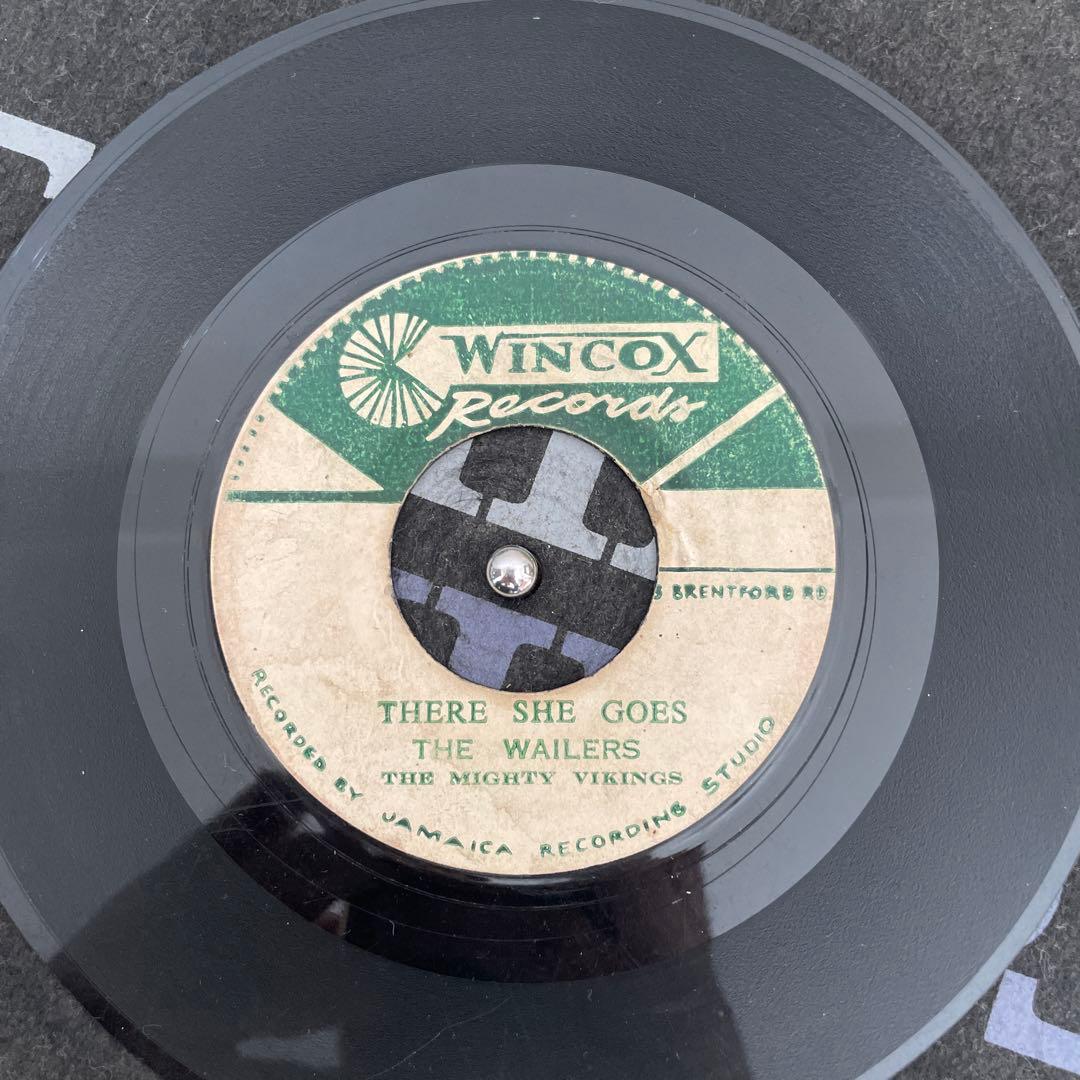 WINCOX
Records
BRENTFORD RD
THERE SHE GOES
THE WAILERS
THE MIGHTY VIKINGS
RECORDED BY JAMAICA RECORDING STUDIO